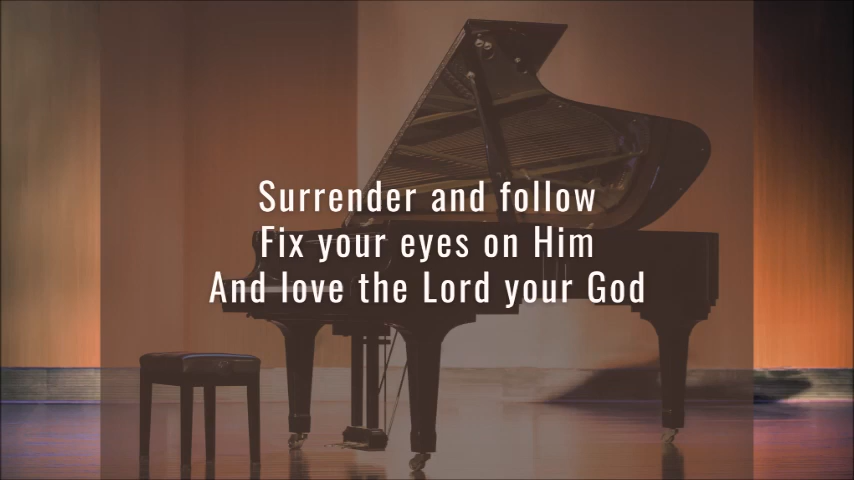 Surrender and follow
Fix your eyes on Him
And love the Lord your God